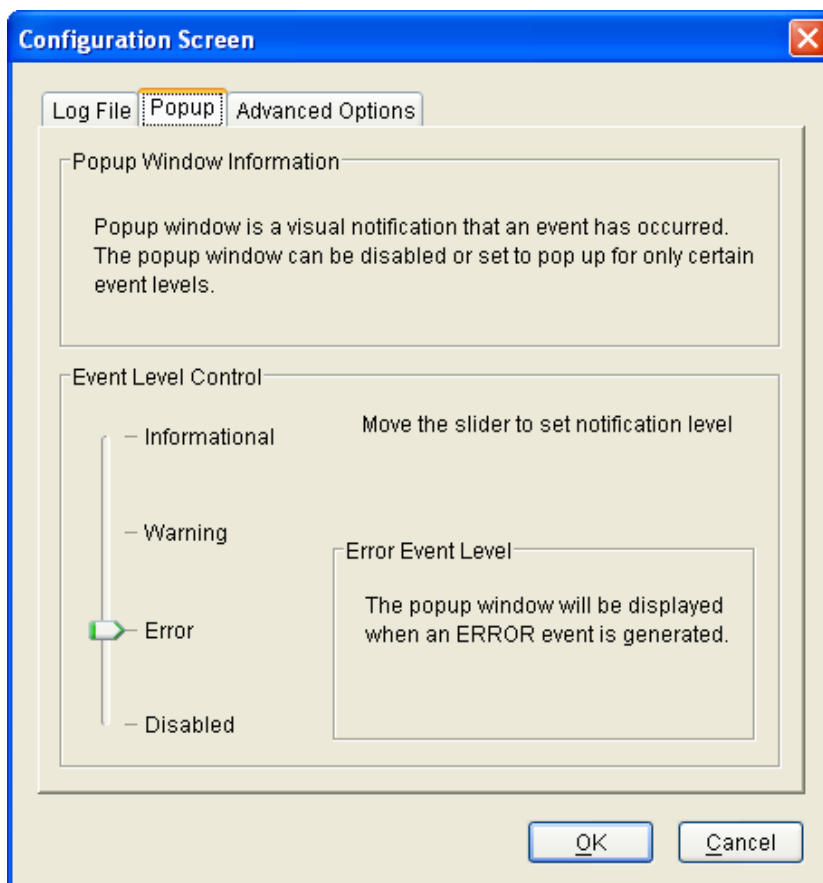 Configuration Screen
Log File
Popup
Advanced Options
Popup Window Information
Popup window is a visual notification that an event has occurred.
The popup window can be disabled or set to pop up for only certain
event levels.
Event Level Control
Move the slider to set notification level
Informational
Warning
Error
Disabled
Error Event Level
The popup window will be displayed
when an ERROR event is generated.
OK
Cancel